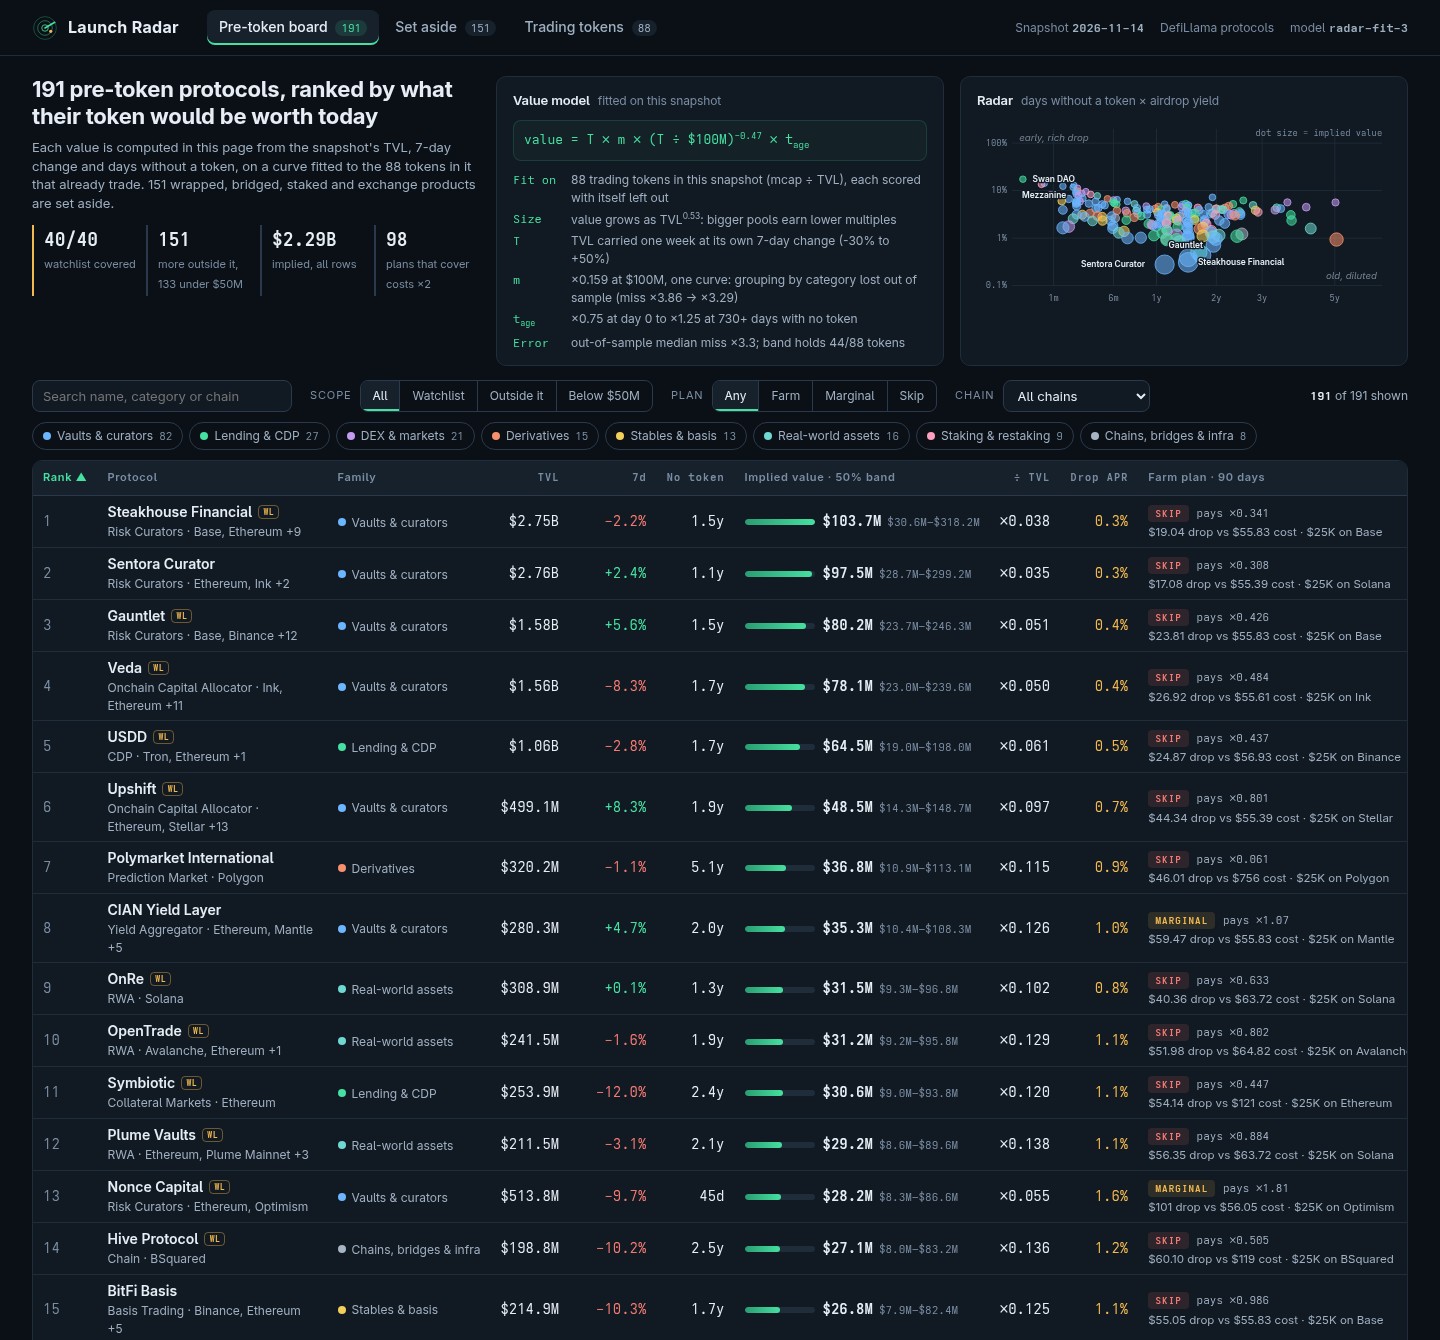 Launch Radar
Pre-token board 191
Set aside 151
Trading tokens 88
Snapshot 2026-11-14 DefiLlama protocols model radar-fit-3
191 pre-token protocols, ranked by what
their token would be worth today
Each value is computed in this page from the snapshot's TVL, 7-day
change and days without a token, on a curve fitted to the 88 tokens in it
that already trade. 151 wrapped, bridged, staked and exchange products
are set aside.
40/40
watchlist covered
151
more outside it,
133 under $50M
$2.29B
implied, all rows
98
plans that cover
costs ×2
Value model fitted on this snapshot
value = T × m × (T ÷ $100M)^−0.47 × t_age
Fit on 88 trading tokens in this snapshot (mcap ÷ TVL), each scored
with itself left out
Size value grows as TVL^0.53: bigger pools earn lower multiples
T TVL carried one week at its own 7-day change (-30% to
+50%)
m ×0.159 at $100M, one curve: grouping by category lost out of
sample (miss ×3.86 → ×3.29)
t_age ×0.75 at day 0 to ×1.25 at 730+ days with no token
Error out-of-sample median miss ×3.3; band holds 44/88 tokens
Radar days without a token × airdrop yield
early, rich drop
dot size = implied value
100%
10%
1%
0.1%
Swan DAO
Mezzanine
Gauntlet
Sentora Curator
Steakhouse Financial
old, diluted
1m 6m 1y 2y 3y 5y
Search name, category or chain
SCOPE All Watchlist Outside it Below $50M
PLAN Any Farm Marginal Skip
CHAIN All chains
191 of 191 shown
Vaults & curators 82
Lending & CDP 27
DEX & markets 21
Derivatives 15
Stables & basis 13
Real-world assets 16
Staking & restaking 9
Chains, bridges & infra 8
Rank ▲ Protocol Family TVL 7d No token Implied value · 50% band ÷ TVL Drop APR Farm plan · 90 days
1 Steakhouse Financial WL Vaults & curators $2.75B −2.2% 1.5y $103.7M $30.6M–$318.2M ×0.038 0.3% SKIP pays ×0.341
Risk Curators · Base, Ethereum +9 $19.04 drop vs $55.83 cost · $25K on Base
2 Sentora Curator Vaults & curators $2.76B +2.4% 1.1y $97.5M $28.7M–$299.2M ×0.035 0.3% SKIP pays ×0.308
Risk Curators · Ethereum, Ink +2 $17.08 drop vs $55.39 cost · $25K on Solana
3 Gauntlet WL Vaults & curators $1.58B +5.6% 1.5y $80.2M $23.7M–$246.3M ×0.051 0.4% SKIP pays ×0.426
Risk Curators · Base, Binance +12 $23.81 drop vs $55.83 cost · $25K on Base
4 Veda WL Vaults & curators $1.56B −8.3% 1.7y $78.1M $23.0M–$239.6M ×0.050 0.4% SKIP pays ×0.484
Onchain Capital Allocator · Ink,
Ethereum +11 $26.92 drop vs $55.61 cost · $25K on Ink
5 USDD WL Lending & CDP $1.06B −2.8% 1.7y $64.5M $19.0M–$198.0M ×0.061 0.5% SKIP pays ×0.437
CDP · Tron, Ethereum +1 $24.87 drop vs $56.93 cost · $25K on Binance
6 Upshift WL Vaults & curators $499.1M +8.3% 1.9y $48.5M $14.3M–$148.7M ×0.097 0.7% SKIP pays ×0.801
Onchain Capital Allocator ·
Ethereum, Stellar +13 $44.34 drop vs $55.39 cost · $25K on Stellar
7 Polymarket International Derivatives $320.2M −1.1% 5.1y $36.8M $10.9M–$113.1M ×0.115 0.9% SKIP pays ×0.061
Prediction Market · Polygon $46.01 drop vs $756 cost · $25K on Polygon
8 CIAN Yield Layer Vaults & curators $280.3M +4.7% 2.0y $35.3M $10.4M–$108.3M ×0.126 1.0% MARGINAL pays ×1.07
Yield Aggregator · Ethereum, Mantle
+5 $59.47 drop vs $55.83 cost · $25K on Mantle
9 OnRe WL Real-world assets $308.9M +0.1% 1.3y $31.5M $9.3M–$96.8M ×0.102 0.8% SKIP pays ×0.633
RWA · Solana $40.36 drop vs $63.72 cost · $25K on Solana
10 OpenTrade WL Real-world assets $241.5M −1.6% 1.9y $31.2M $9.2M–$95.8M ×0.129 1.1% SKIP pays ×0.802
RWA · Avalanche, Ethereum +1 $51.98 drop vs $64.82 cost · $25K on Avalanch
11 Symbiotic WL Lending & CDP $253.9M −12.0% 2.4y $30.6M $9.0M–$93.8M ×0.120 1.1% SKIP pays ×0.447
Collateral Markets · Ethereum $54.14 drop vs $121 cost · $25K on Ethereum
12 Plume Vaults WL Real-world assets $211.5M −3.1% 2.1y $29.2M $8.6M–$89.6M ×0.138 1.1% SKIP pays ×0.884
RWA · Ethereum, Plume Mainnet +3 $56.35 drop vs $63.72 cost · $25K on Solana
13 Nonce Capital WL Vaults & curators $513.8M −9.7% 45d $28.2M $8.3M–$86.6M ×0.055 1.6% MARGINAL pays ×1.81
Risk Curators · Ethereum, Optimism $101 drop vs $56.05 cost · $25K on Optimism
14 Hive Protocol WL Chains, bridges & infra $198.8M −10.2% 2.5y $27.1M $8.0M–$83.2M ×0.136 1.2% SKIP pays ×0.505
Chain · BSquared $60.10 drop vs $119 cost · $25K on BSquared
15 BitFi Basis Stables & basis $214.9M −10.3% 1.7y $26.8M $7.9M–$82.4M ×0.125 1.1% SKIP pays ×0.986
Basis Trading · Binance, Ethereum
+5 $55.05 drop vs $55.83 cost · $25K on Base